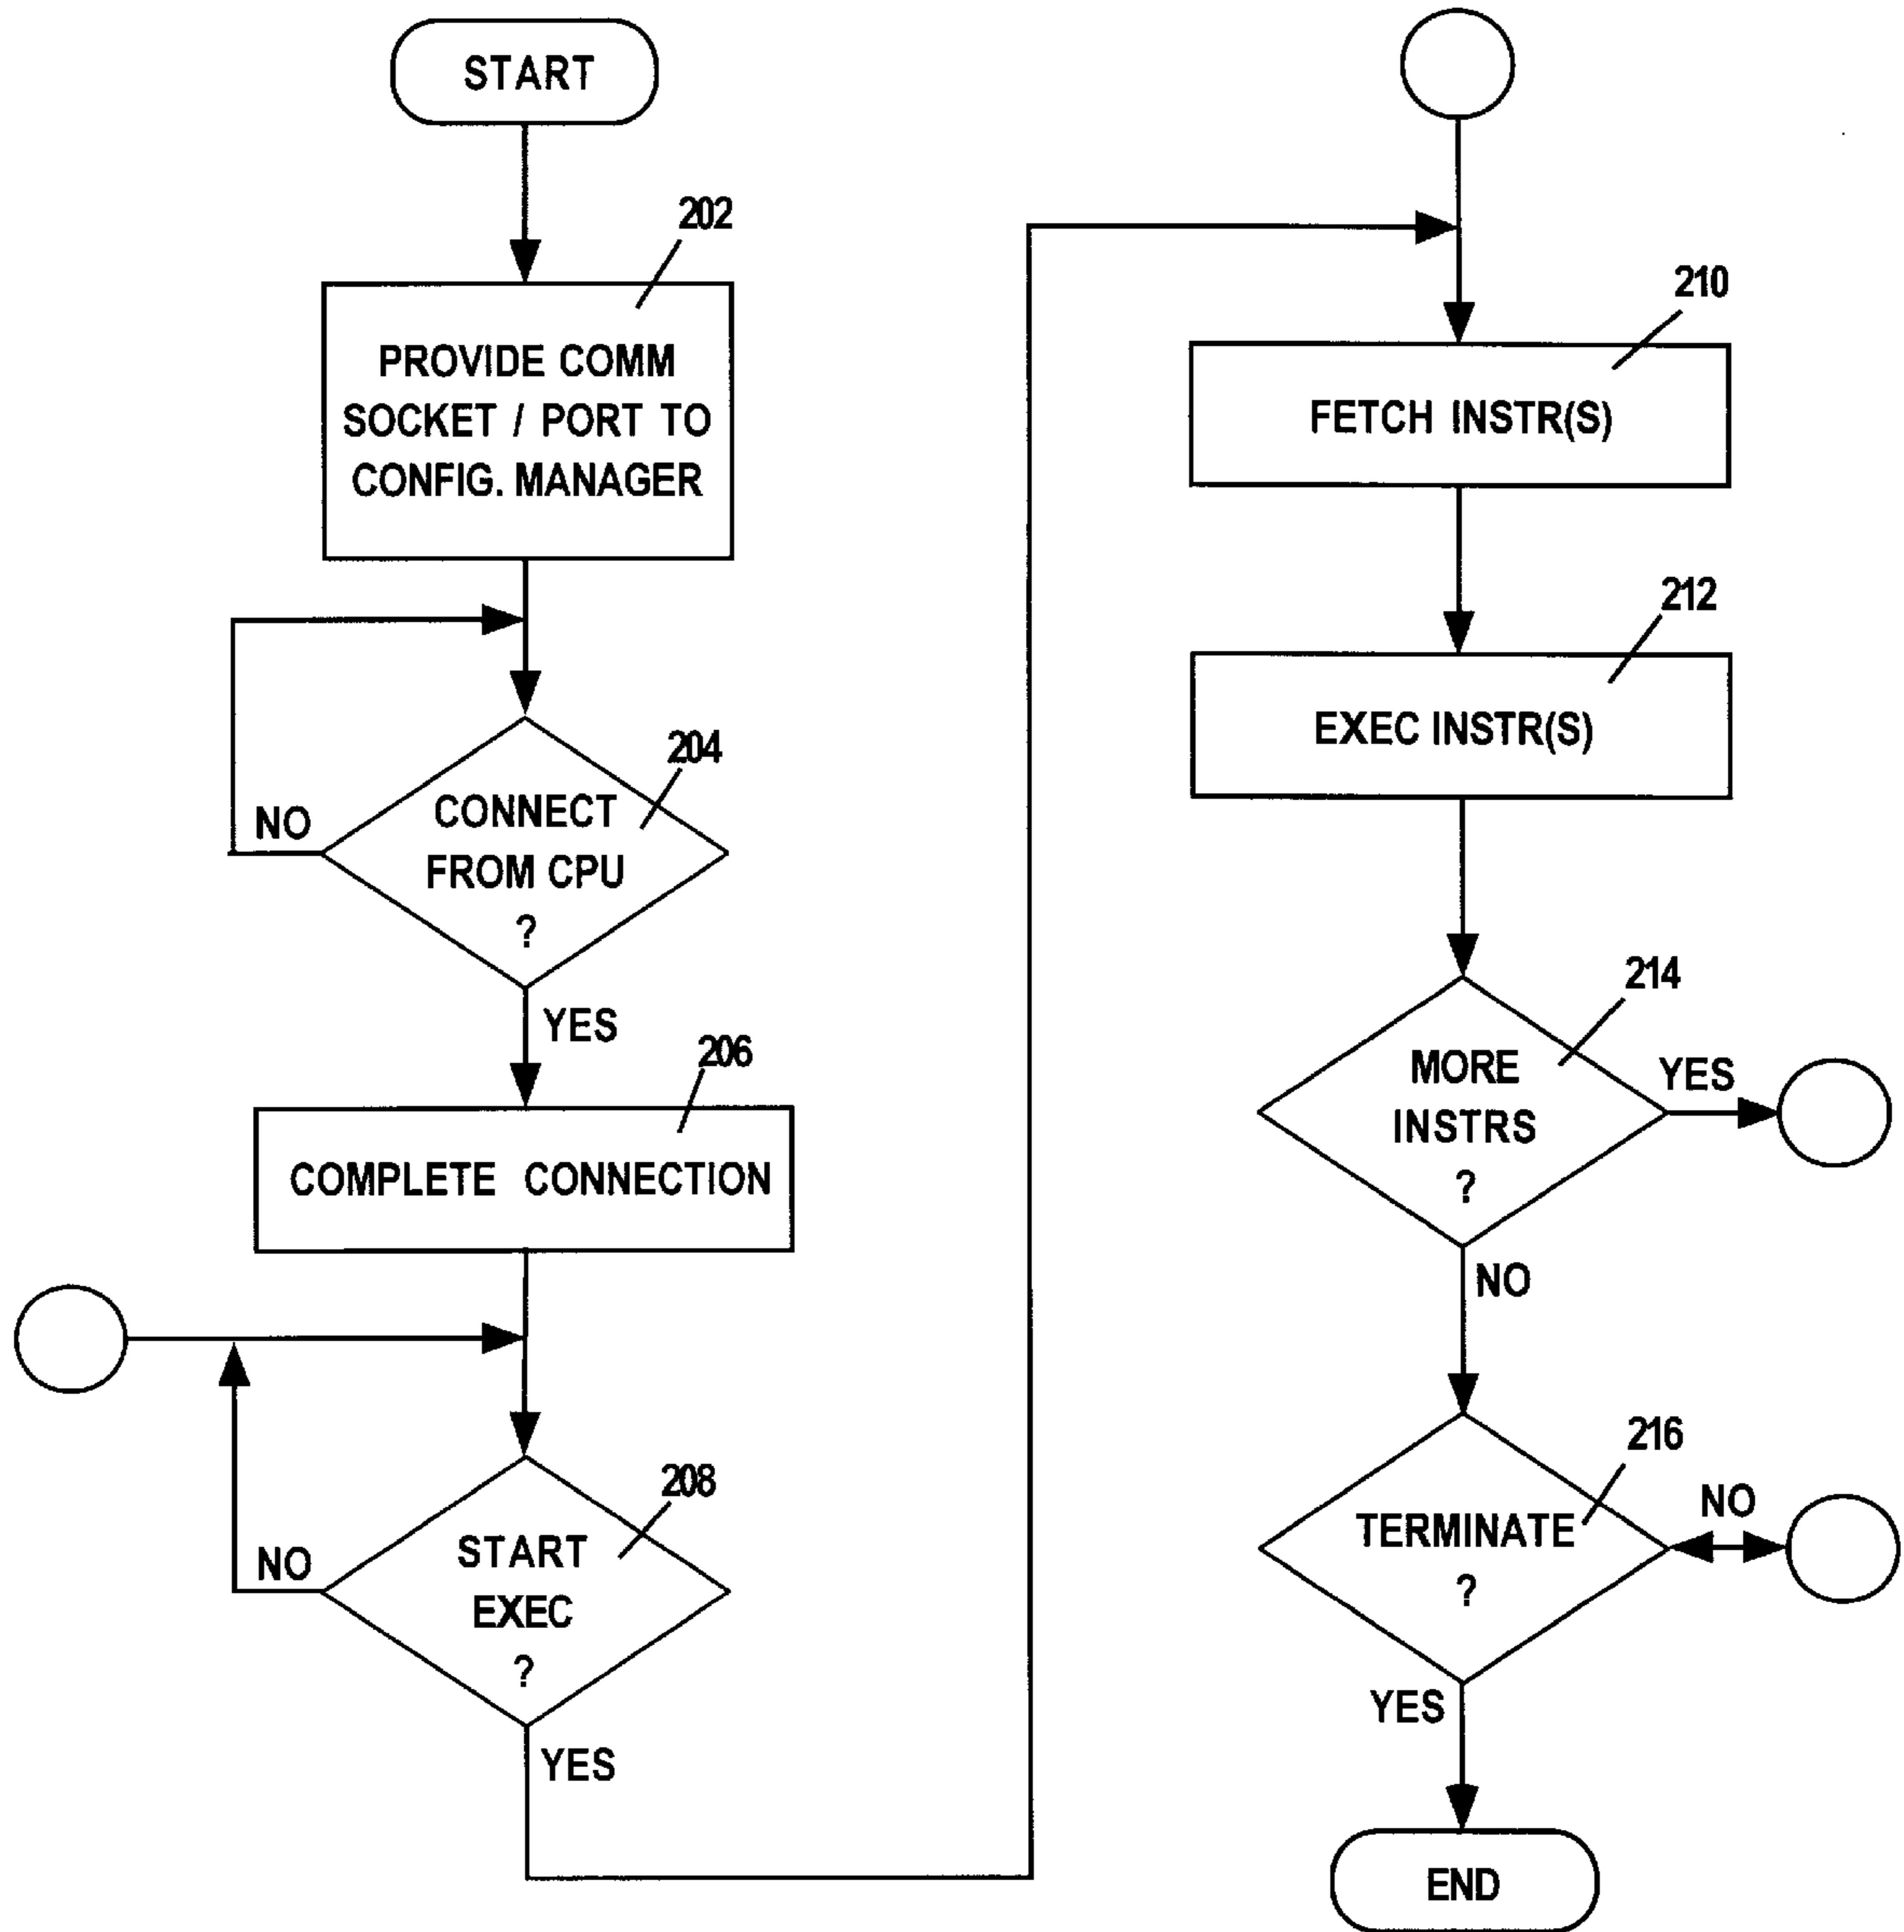 START
202
PROVIDE COMM
SOCKET / PORT TO
CONFIG. MANAGER
204
CONNECT
FROM CPU
?
NO
YES
206
COMPLETE CONNECTION
208
START
EXEC
?
NO
YES
210
FETCH INSTR(S)
212
EXEC INSTR(S)
214
MORE
INSTRS
?
YES
NO
216
TERMINATE
?
NO
YES
END